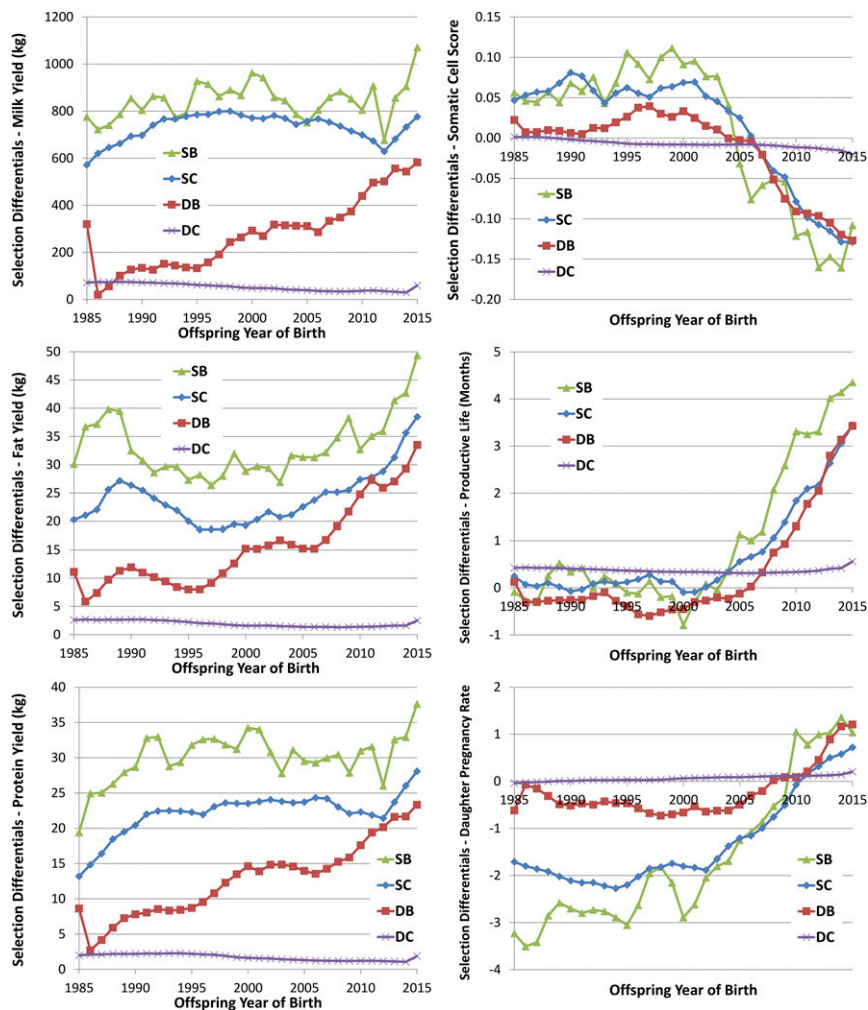 Selection Differentials - Milk Yield (kg)
1200
1000
800
600
400
200
0
SB
SC
DB
DC
1985 1990 1995 2000 2005 2010 2015
Offspring Year of Birth
Selection Differentials - Somatic Cell Score
0.15
0.10
0.05
0.00
-0.05
-0.10
-0.15
-0.20
1985 1990 1995 2000 2005 2010 2015
SB
SC
DB
DC
Offspring Year of Birth
Selection Differentials - Fat Yield (kg)
50
45
40
35
30
25
20
15
10
5
0
SB
SC
DB
DC
1985 1990 1995 2000 2005 2010 2015
Offspring Year of Birth
Selection Differentials - Productive Life (Months)
5
4
3
2
1
0
-1
SB
SC
DB
DC
1985 1990 1995 2000 2005 2010 2015
Offspring Year of Birth
Selection Differentials - Protein Yield (kg)
40
35
30
25
20
15
10
5
0
SB
SC
DB
DC
1985 1990 1995 2000 2005 2010 2015
Offspring Year of Birth
Selection Differentials - Daughter Pregnancy Rate
2
1
0
-1
-2
-3
-4
1985 1990 1995 2000 2005 2010 2015
SB
SC
DB
DC
Offspring Year of Birth